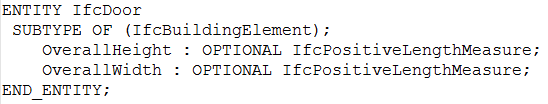 ENTITY IfcDoor
SUBTYPE OF (IfcBuildingElement);
OverallHeight : OPTIONAL IfcPositiveLengthMeasure;
OverallWidth : OPTIONAL IfcPositiveLengthMeasure;
END_ENTITY;